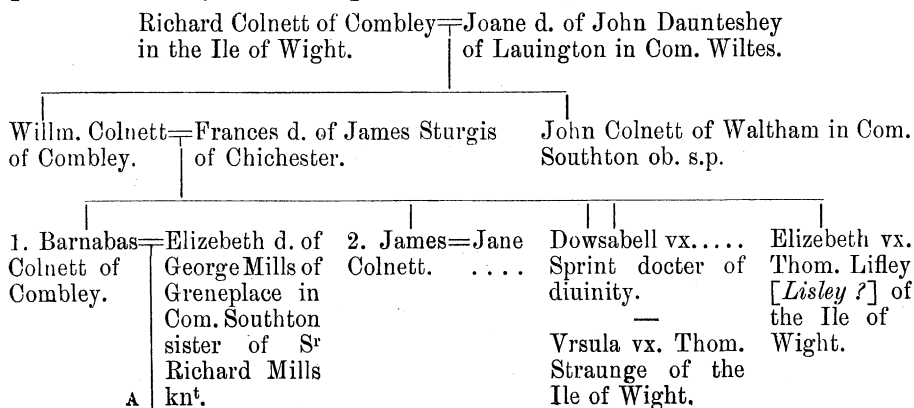 Richard Colnett of Combley=Joane d. of John Daunteshey
in the Ile of Wight. of Lauington in Com. Wiltes.
Willm. Colnett=Frances d. of James Sturgis
of Combley. of Chichester.
John Colnett of Waltham in Com.
Southton ob. s.p.
1. Barnabas=
Colnett of
Combley.
Elizebeth d. of
George Mills of
Greneplace in
Com. Southton
sister of Sr
Richard Mills
knt.
A
2. James=Jane
Colnett. ....
Dowsabell vx.....
Sprint docter of
diuinity.
—
Vrsula vx. Thom.
Straunge of the
Ile of Wight.
Elizebeth vx.
Thom. Lifley
[Lisley ?] of
the Ile of
Wight.